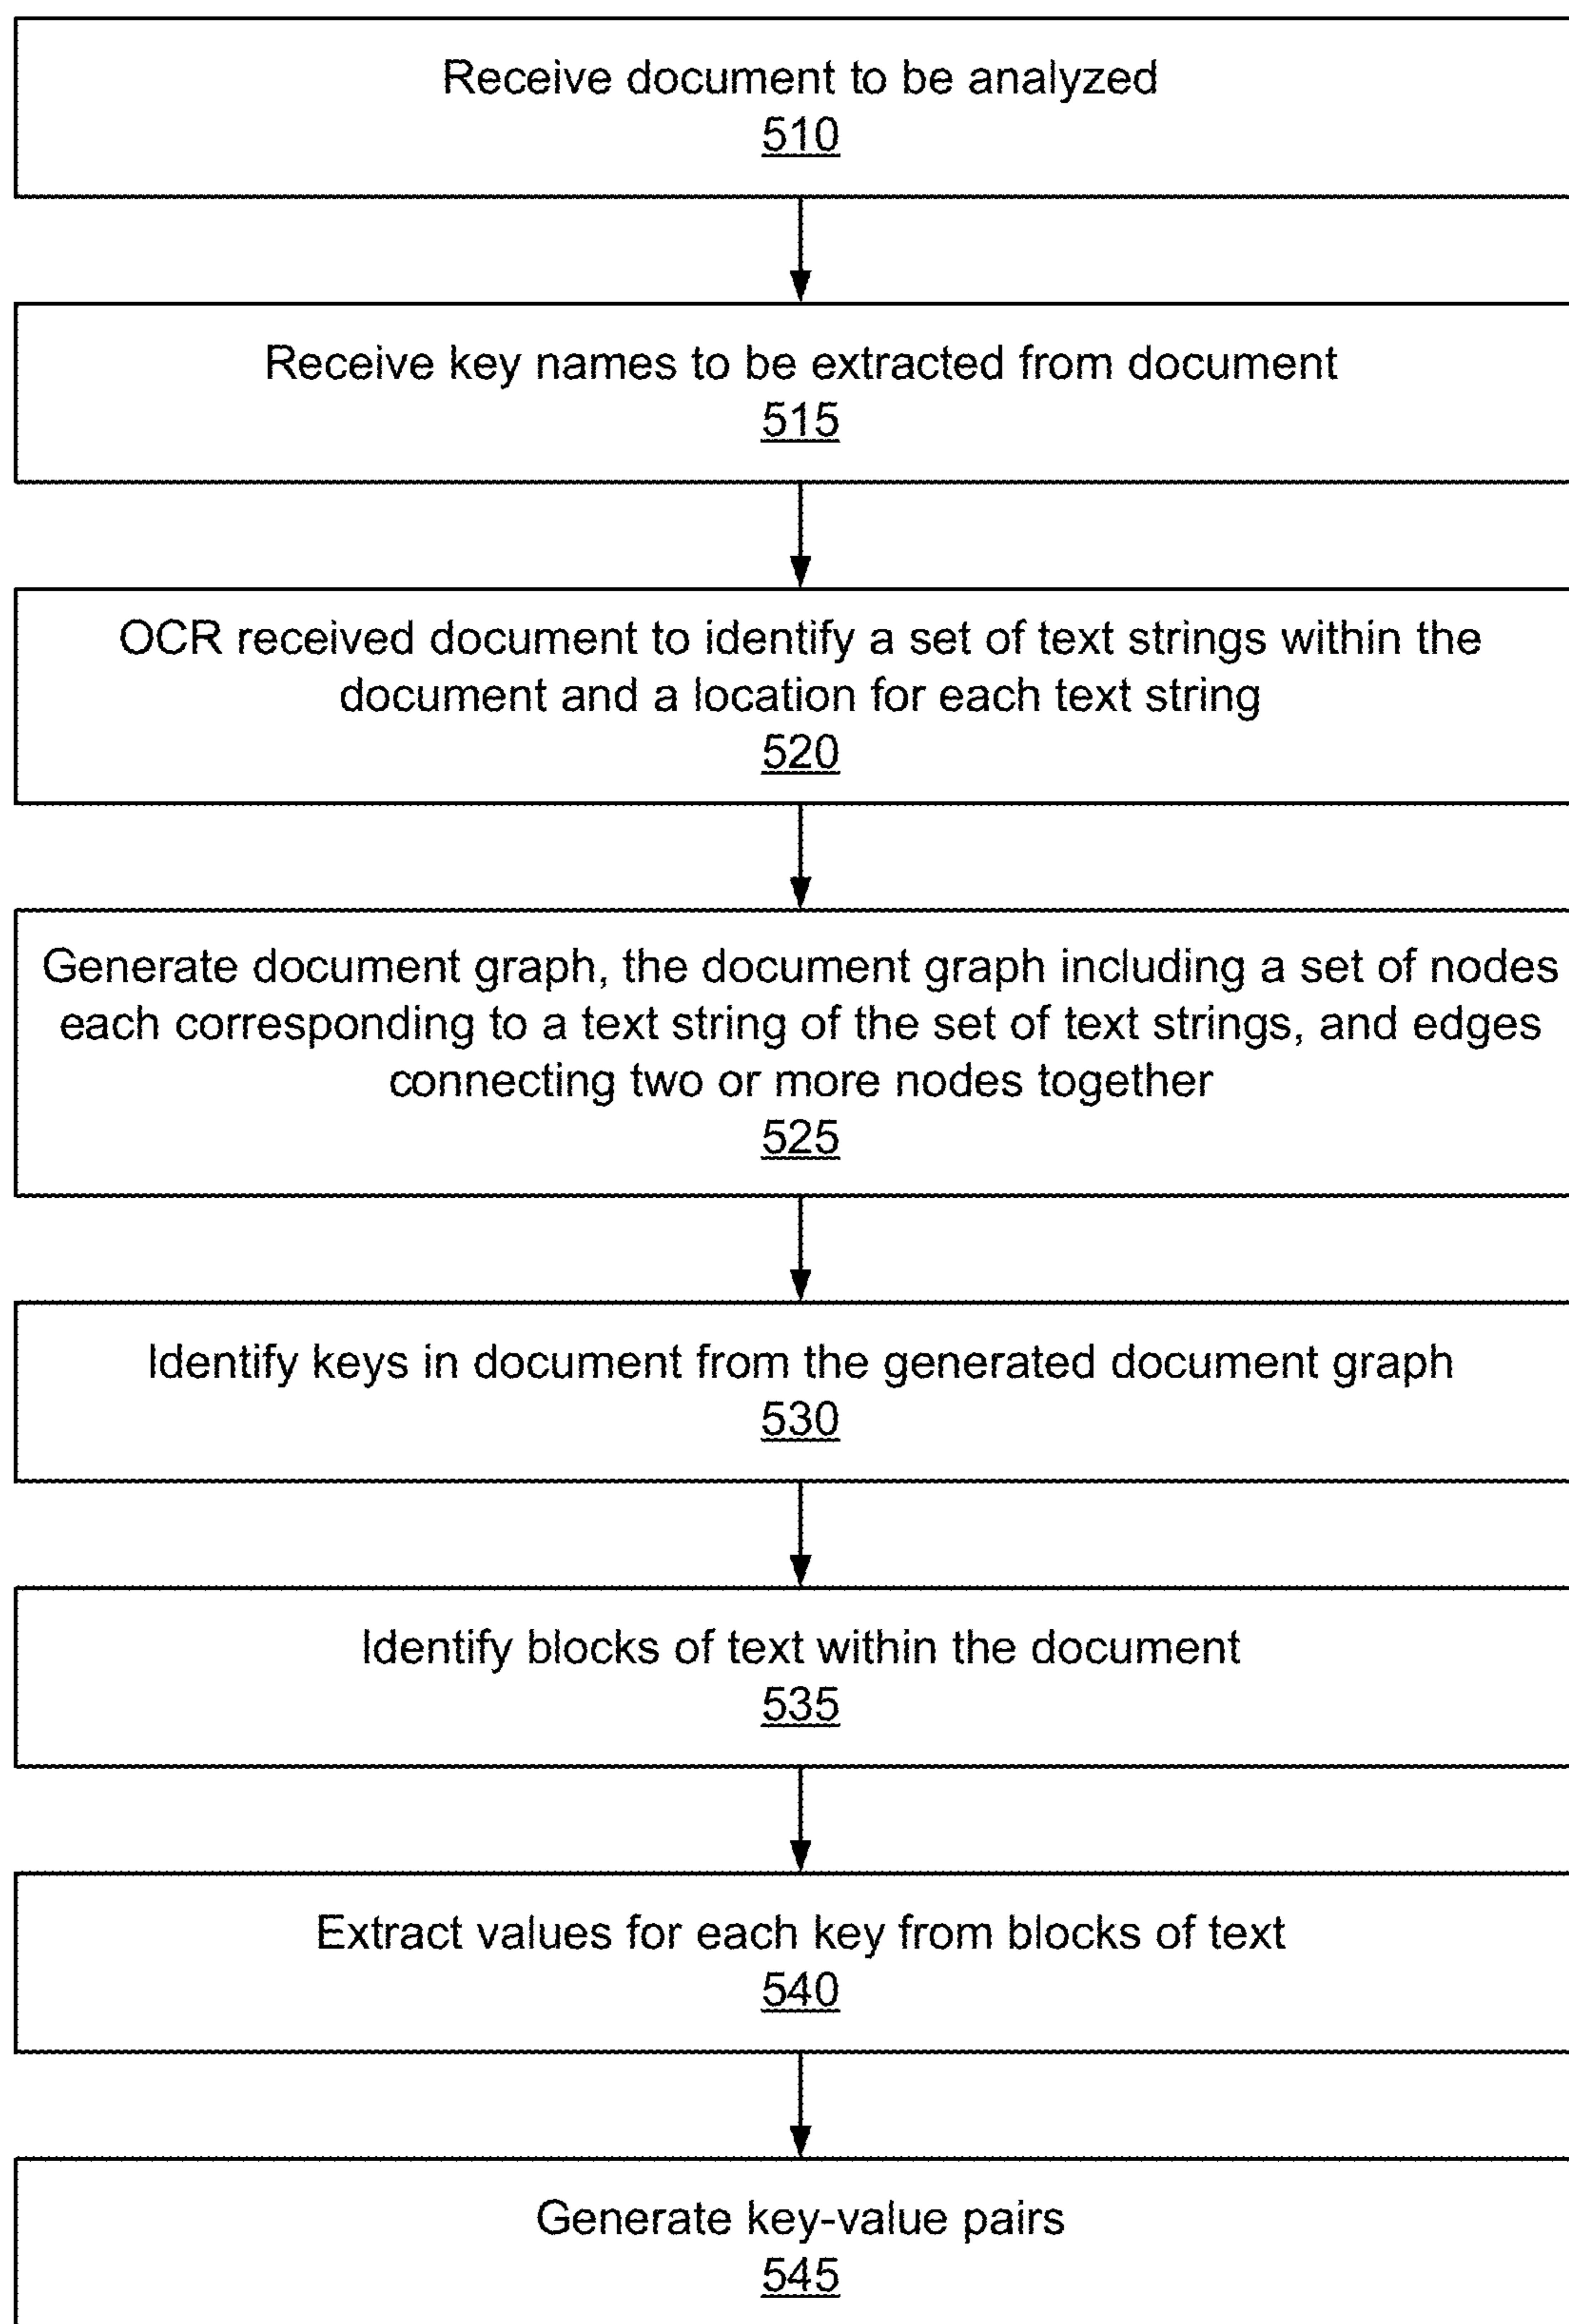 Receive document to be analyzed
510
Receive key names to be extracted from document
515
OCR received document to identify a set of text strings within the
document and a location for each text string
520
Generate document graph, the document graph including a set of nodes
each corresponding to a text string of the set of text strings, and edges
connecting two or more nodes together
525
Identify keys in document from the generated document graph
530
Identify blocks of text within the document
535
Extract values for each key from blocks of text
540
Generate key-value pairs
545